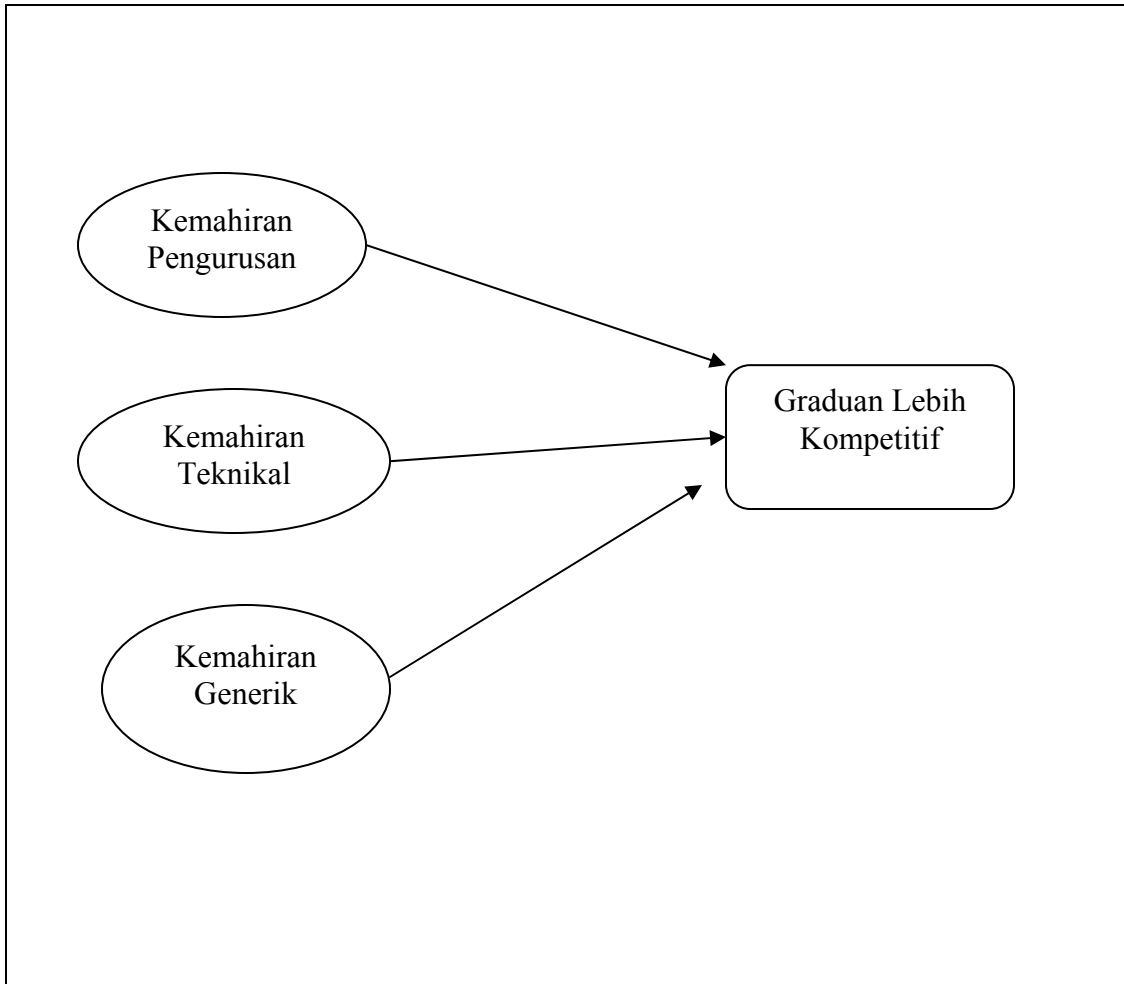 Kemahiran
Pengurusan
Kemahiran
Teknikal
Kemahiran
Generik
Graduan Lebih
Kompetitif